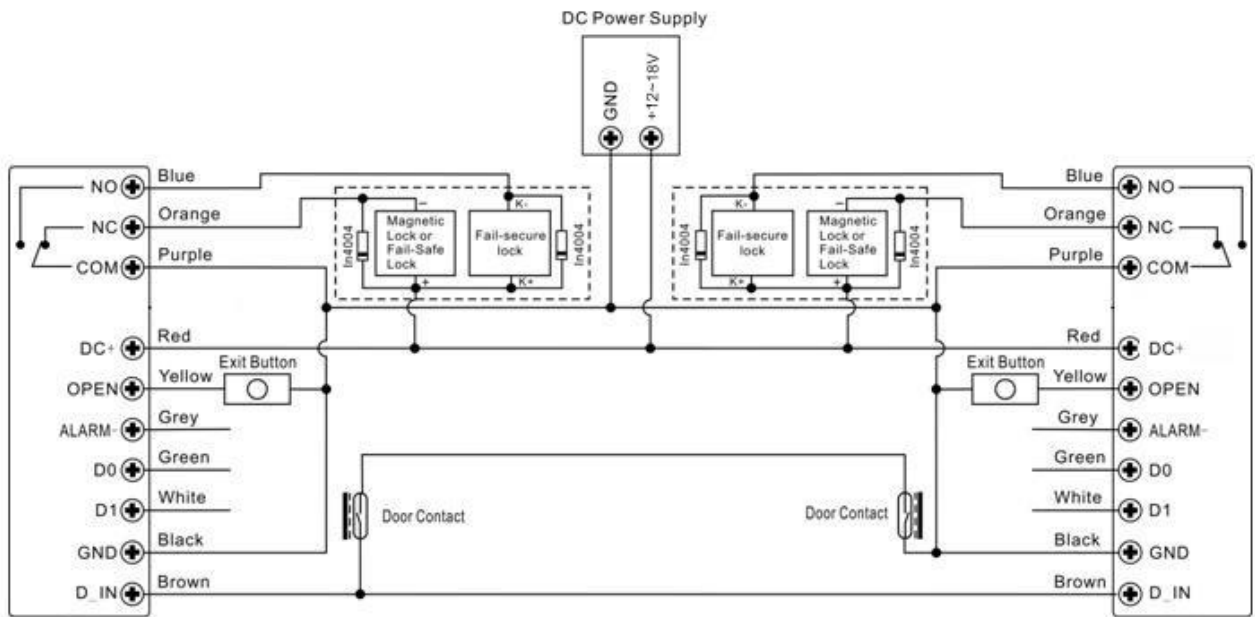 DC Power Supply
GND
+12~18V
NO
Blue
NC
Orange
COM
Purple
In4004
−
Magnetic
Lock or
Fail-Safe
Lock
+
K-
Fail-secure
lock
K+
In4004
In4004
K-
Fail-secure
lock
K+
−
Magnetic
Lock or
Fail-Safe
Lock
+
In4004
Blue
NO
Orange
NC
Purple
COM
DC+
Red
Red
DC+
OPEN
Yellow
Exit Button
Exit Button
Yellow
OPEN
ALARM-
Grey
Grey
ALARM-
D0
Green
Green
D0
D1
White
Door Contact
Door Contact
White
D1
GND
Black
Black
GND
D_IN
Brown
Brown
D_IN